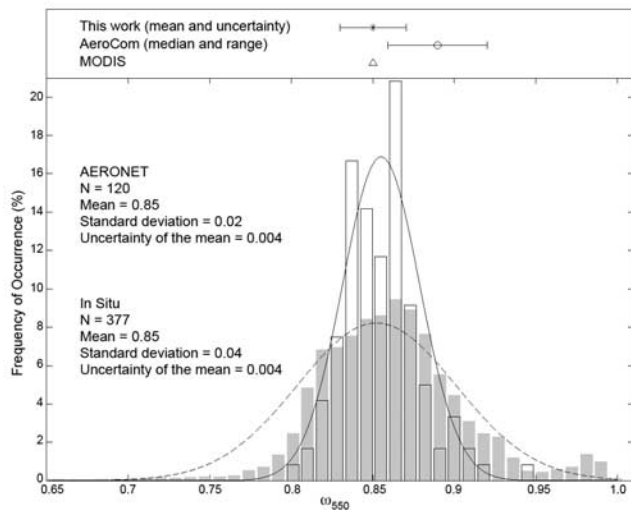 This work (mean and uncertainty)
AeroCom (median and range)
MODIS
20
18
16
14
12
10
8
6
4
2
0
Frequency of Occurrence (%)
AERONET
N = 120
Mean = 0.85
Standard deviation = 0.02
Uncertainty of the mean = 0.004
In Situ
N = 377
Mean = 0.85
Standard deviation = 0.04
Uncertainty of the mean = 0.004
0.65 0.7 0.75 0.8 0.85 0.9 0.95 1.0
ω550